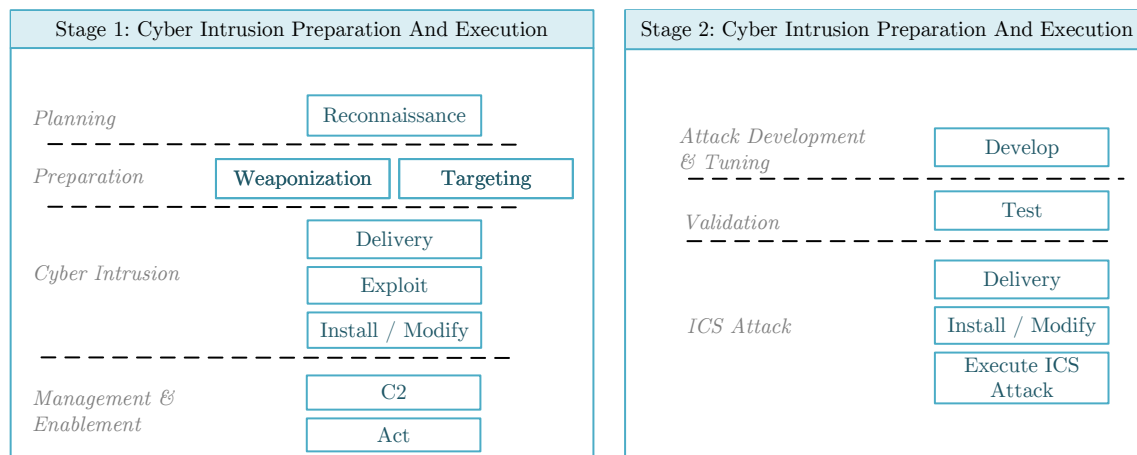 Stage 1: Cyber Intrusion Preparation And Execution
Planning
Reconnaissance
Preparation
Weaponization
Targeting
Cyber Intrusion
Delivery
Exploit
Install / Modify
Management &
Enablement
C2
Act
Stage 2: Cyber Intrusion Preparation And Execution
Attack Development
& Tuning
Develop
Validation
Test
ICS Attack
Delivery
Install / Modify
Execute ICS
Attack